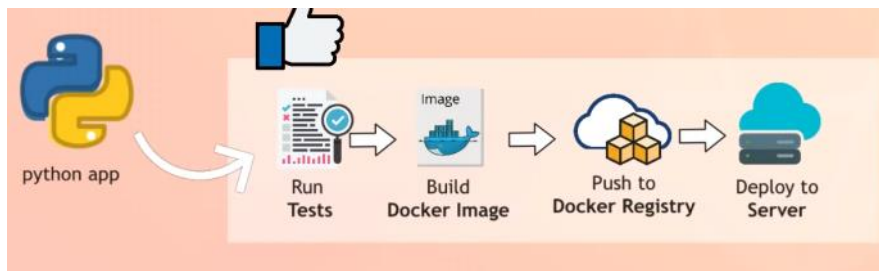 python app
Run
Tests
Image
Build
Docker Image
Push to
Docker Registry
Deploy to
Server